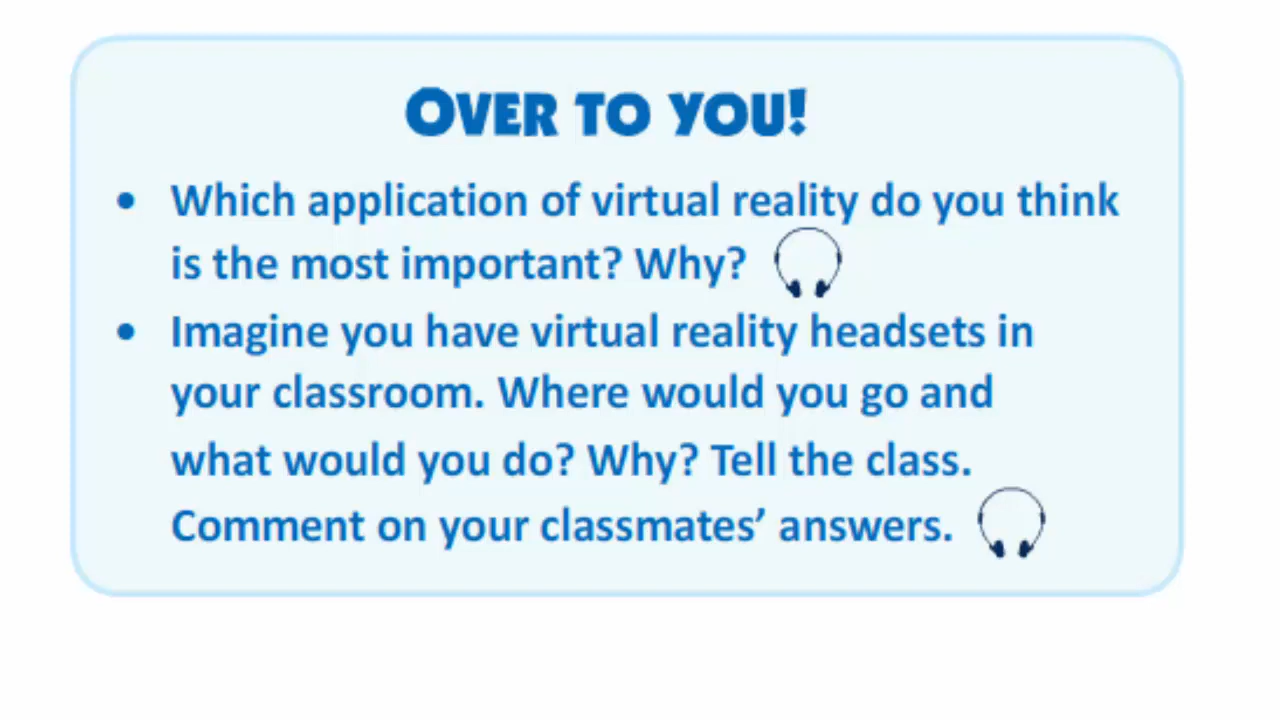 OVER TO YOU!
• Which application of virtual reality do you think
is the most important? Why?
• Imagine you have virtual reality headsets in
your classroom. Where would you go and
what would you do? Why? Tell the class.
Comment on your classmates’ answers.